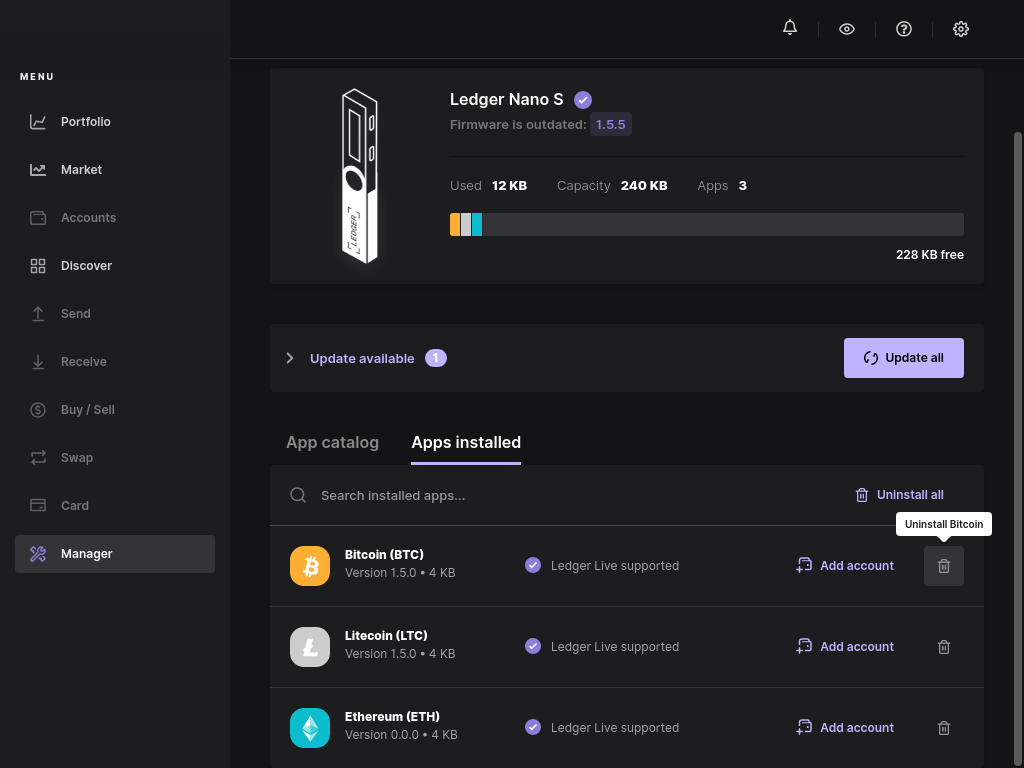 MENU
Portfolio
Market
Accounts
Discover
Send
Receive
Buy / Sell
Swap
Card
Manager
LEDGER
Ledger Nano S
Firmware is outdated: 1.5.5
Used 12 KB Capacity 240 KB Apps 3
228 KB free
Update available 1
Update all
App catalog Apps installed
Search installed apps...
Uninstall all
Uninstall Bitcoin
Bitcoin (BTC)
Version 1.5.0 • 4 KB
Ledger Live supported
Add account
Litecoin (LTC)
Version 1.5.0 • 4 KB
Ledger Live supported
Add account
Ethereum (ETH)
Version 0.0.0 • 4 KB
Ledger Live supported
Add account